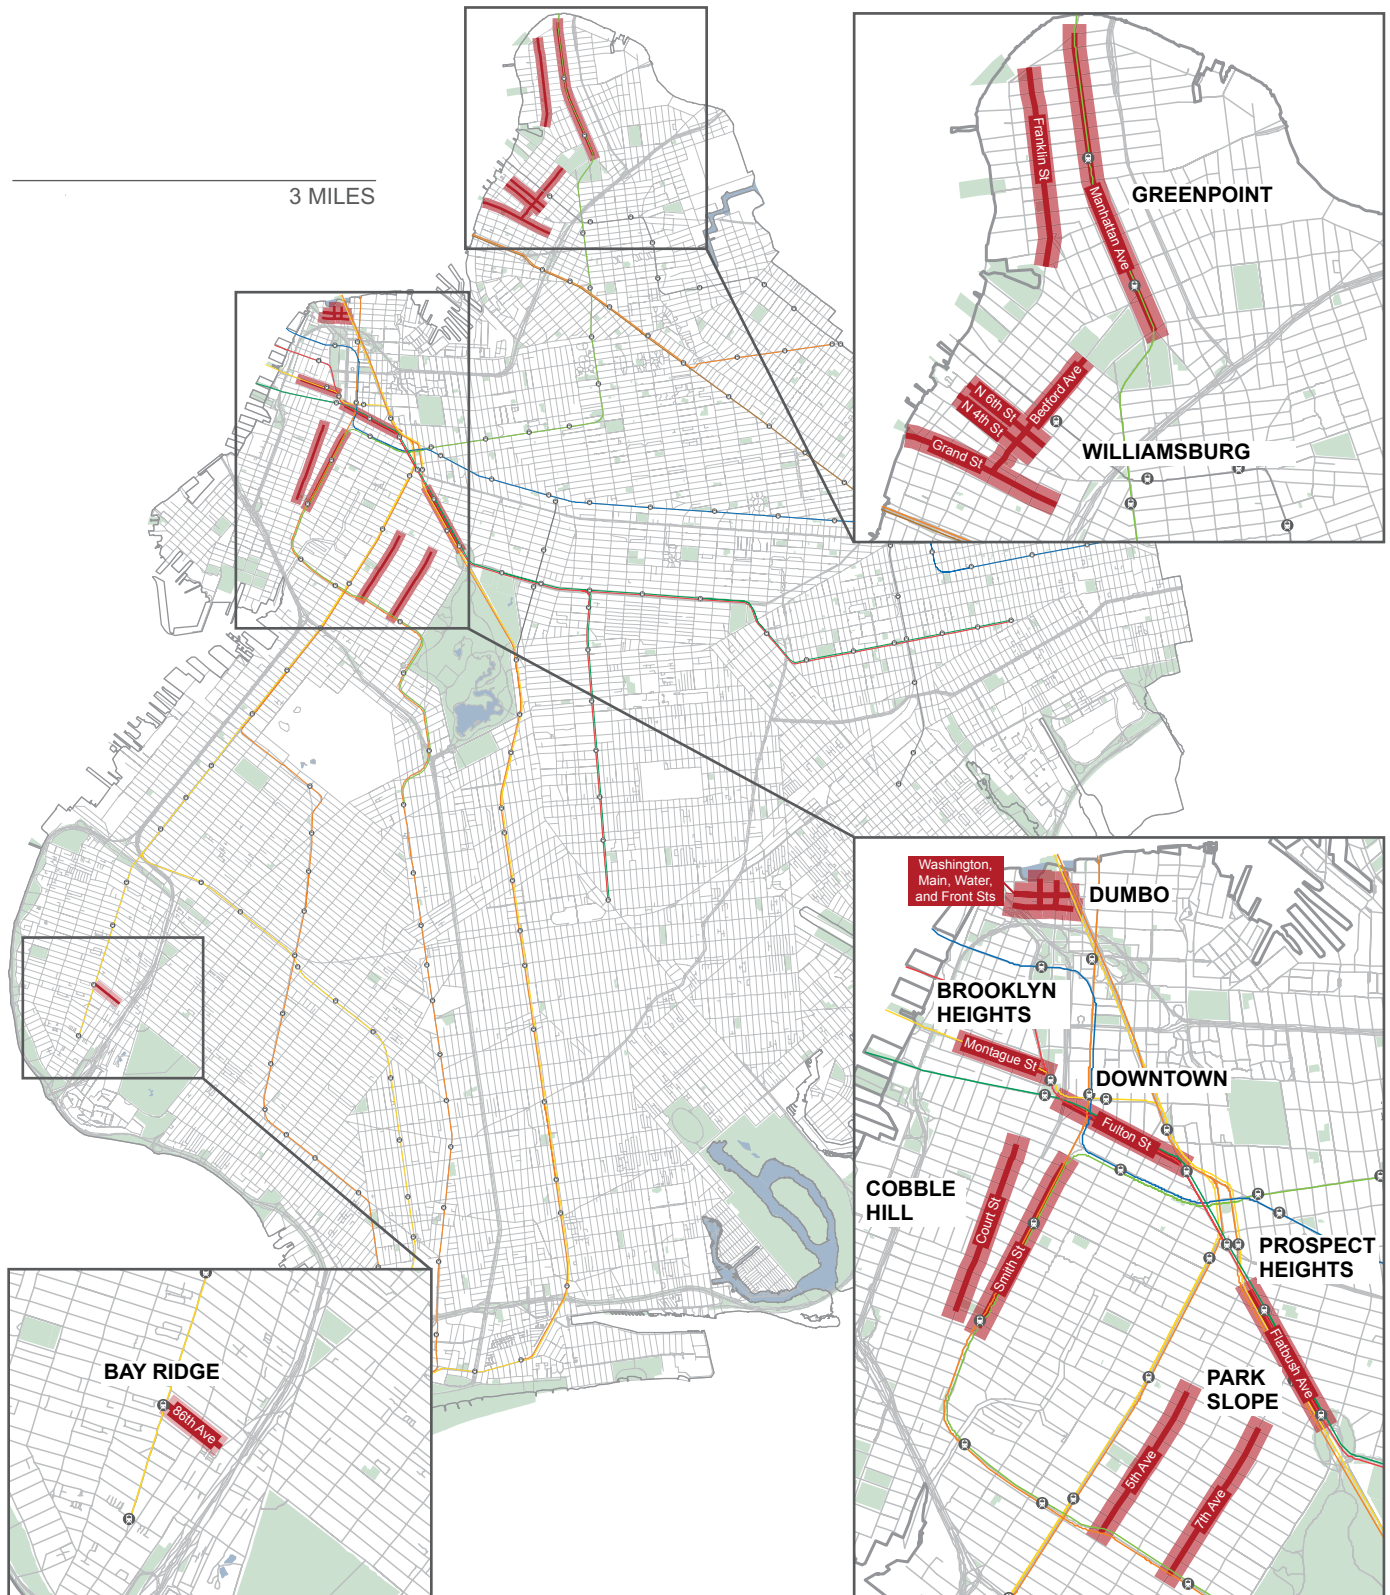 3 MILES
Franklin St
Manhattan Ave
GREENPOINT
N 6th St
N 4th St
Bedford Ave
Grand St
WILLIAMSBURG
Washington,
Main, Water,
and Front Sts
DUMBO
BROOKLYN
HEIGHTS
Montague St
DOWNTOWN
Fulton St
COBBLE
HILL
Court St
Smith St
PROSPECT
HEIGHTS
Flatbush Ave
PARK
SLOPE
5th Ave
7th Ave
BAY RIDGE
86th Ave